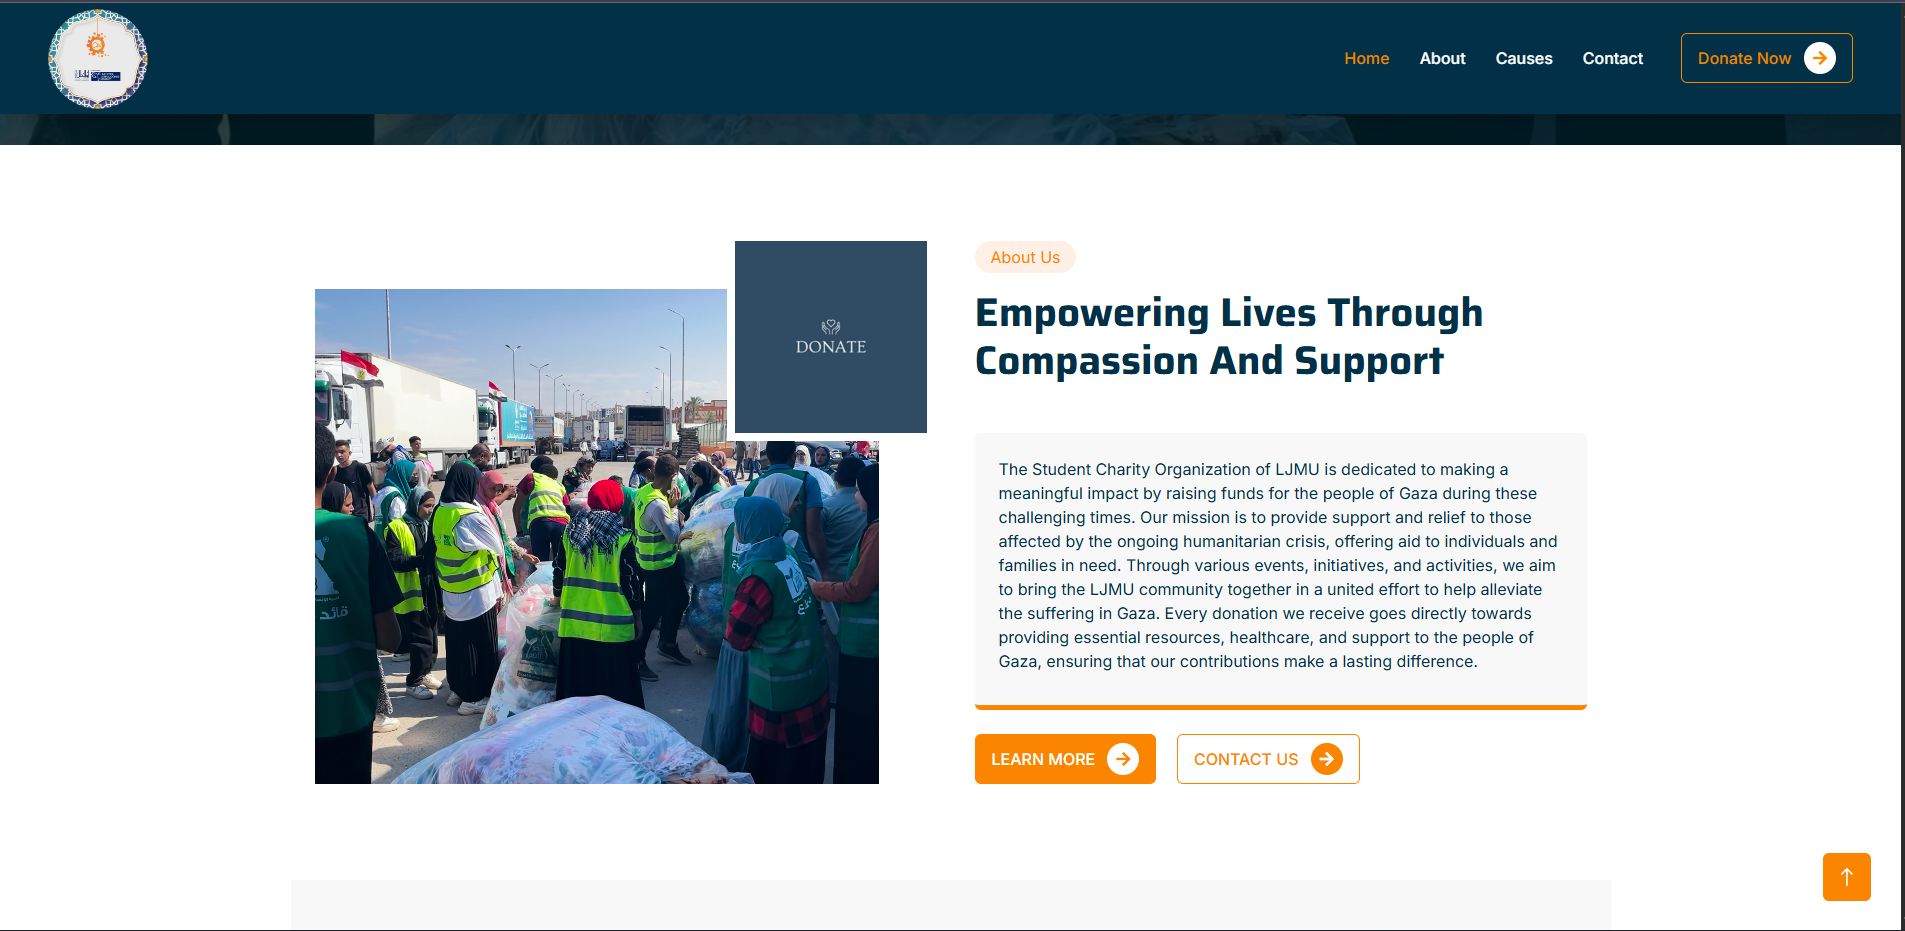 Home
About
Causes
Contact
Donate Now
About Us
Empowering Lives Through
Compassion And Support
DONATE
The Student Charity Organization of LJMU is dedicated to making a
meaningful impact by raising funds for the people of Gaza during these
challenging times. Our mission is to provide support and relief to those
affected by the ongoing humanitarian crisis, offering aid to individuals and
families in need. Through various events, initiatives, and activities, we aim
to bring the LJMU community together in a united effort to help alleviate
the suffering in Gaza. Every donation we receive goes directly towards
providing essential resources, healthcare, and support to the people of
Gaza, ensuring that our contributions make a lasting difference.
قائد
LEARN MORE
CONTACT US